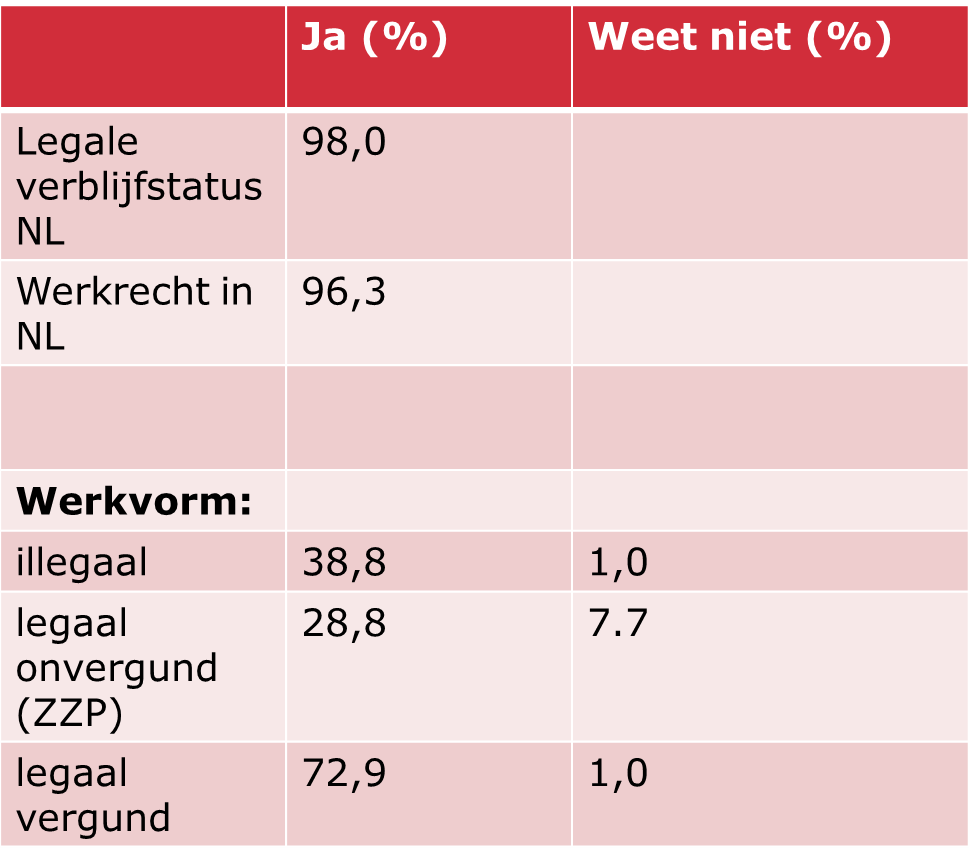 Ja (%) Weet niet (%)
Legale 98,0
verblijfstatus
NL
Werkrecht in 96,3
NL
Werkvorm:
illegaal 38,8 1,0
legaal 28,8 7.7
onvergund
(ZZP)
legaal 72,9 1,0
vergund